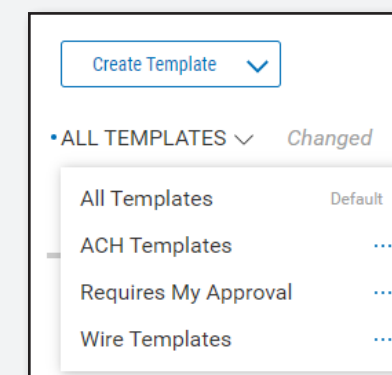 Create Template
• ALL TEMPLATES Changed
All Templates Default
ACH Templates ...
Requires My Approval ...
Wire Templates ...